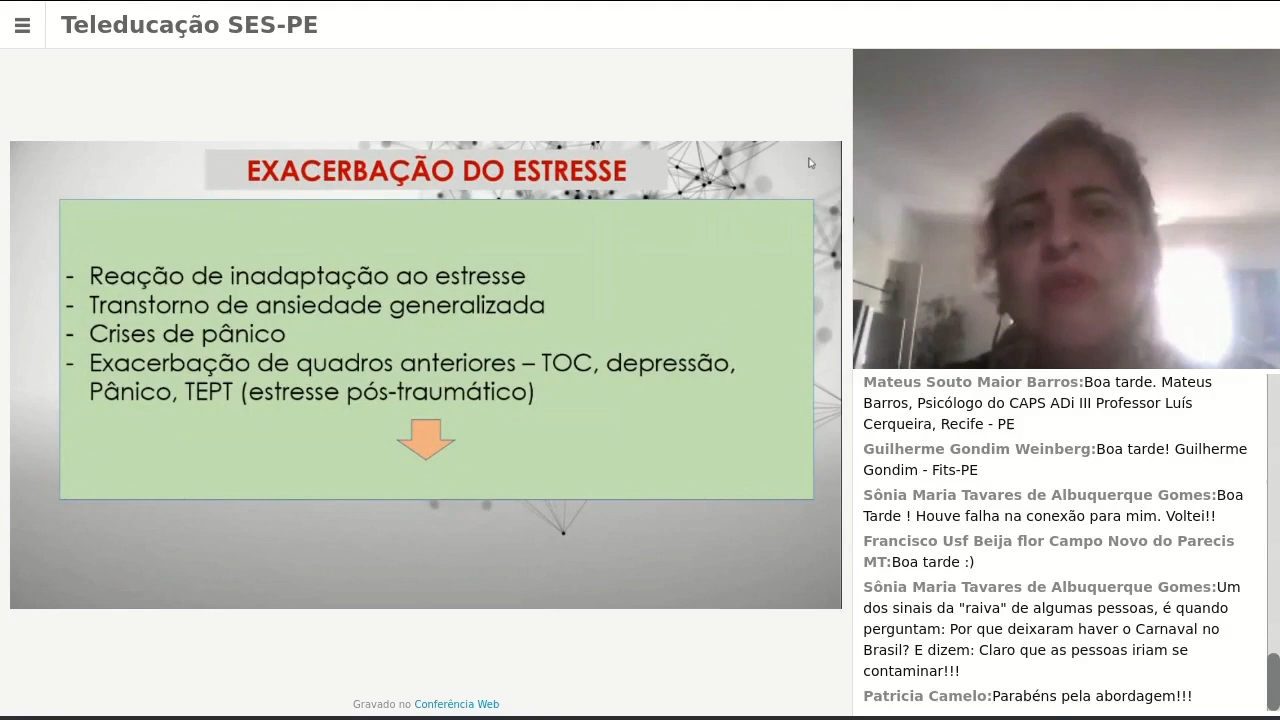 Teleducação SES-PE
EXACERBAÇÃO DO ESTRESSE
- Reação de inadaptação ao estresse
- Transtorno de ansiedade generalizada
- Crises de pânico
- Exacerbação de quadros anteriores – TOC, depressão,
Pânico, TEPT (estresse pós-traumático)
Gravado no Conferência Web
Mateus Souto Maior Barros:Boa tarde. Mateus
Barros, Psicólogo do CAPS ADi III Professor Luís
Cerqueira, Recife - PE
Guilherme Gondim Weinberg:Boa tarde! Guilherme
Gondim - Fits-PE
Sônia Maria Tavares de Albuquerque Gomes:Boa
Tarde ! Houve falha na conexão para mim. Voltei!!
Francisco Usf Beija flor Campo Novo do Parecis
MT:Boa tarde :)
Sônia Maria Tavares de Albuquerque Gomes:Um
dos sinais da "raiva" de algumas pessoas, é quando
perguntam: Por que deixaram haver o Carnaval no
Brasil? E dizem: Claro que as pessoas iriam se
contaminar!!!
Patricia Camelo:Parabéns pela abordagem!!!